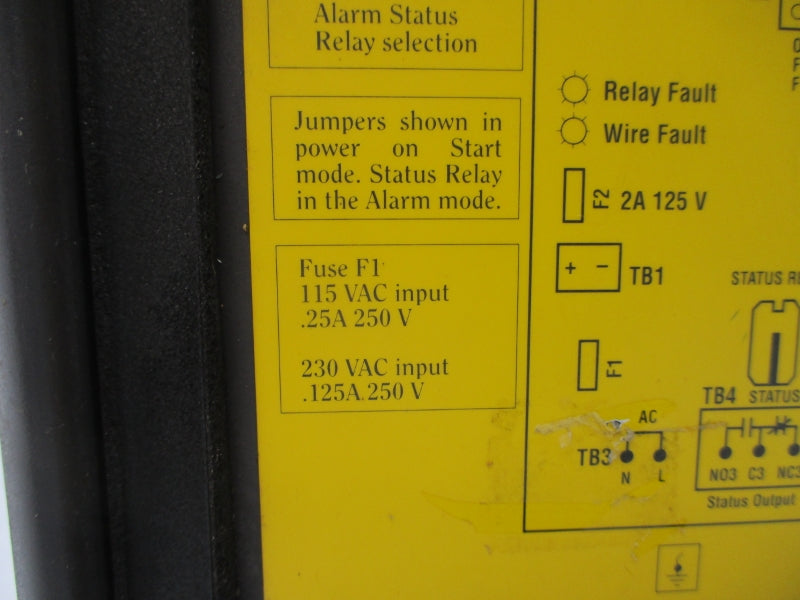 Alarm Status
Relay selection
Jumpers shown in
power on Start
mode. Status Relay
in the Alarm mode.
Fuse F1
115 VAC input
.25A 250 V
230 VAC input
.125A 250 V
Relay Fault
Wire Fault
F2 2A 125 V
+ −
TB1
STATUS RE
F1
TB4 STATUS
AC
TB3
N L
NO3 C3 NC3
Status Output